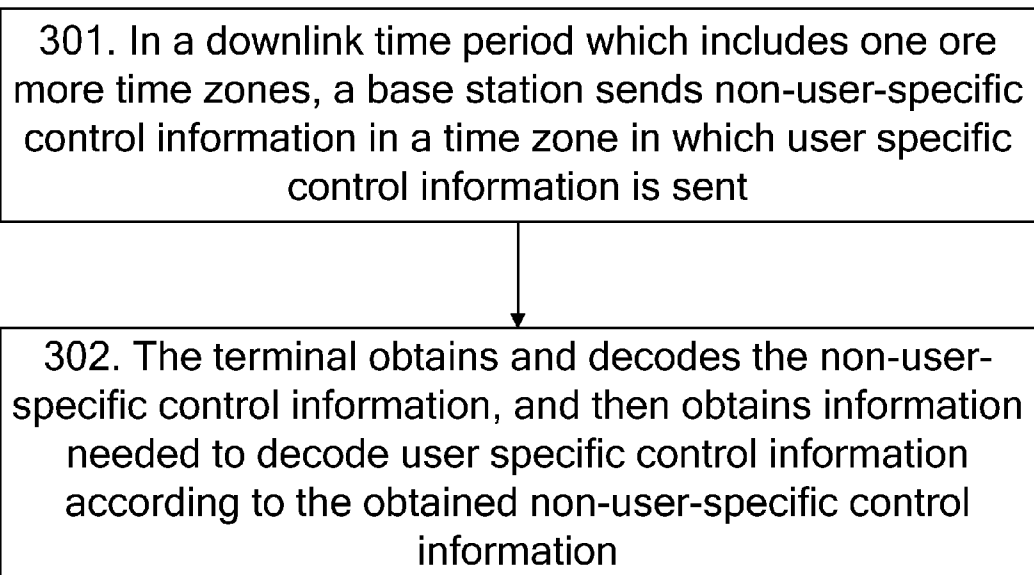 301. In a downlink time period which includes one ore
more time zones, a base station sends non-user-specific
control information in a time zone in which user specific
control information is sent
302. The terminal obtains and decodes the non-user-
specific control information, and then obtains information
needed to decode user specific control information
according to the obtained non-user-specific control
information